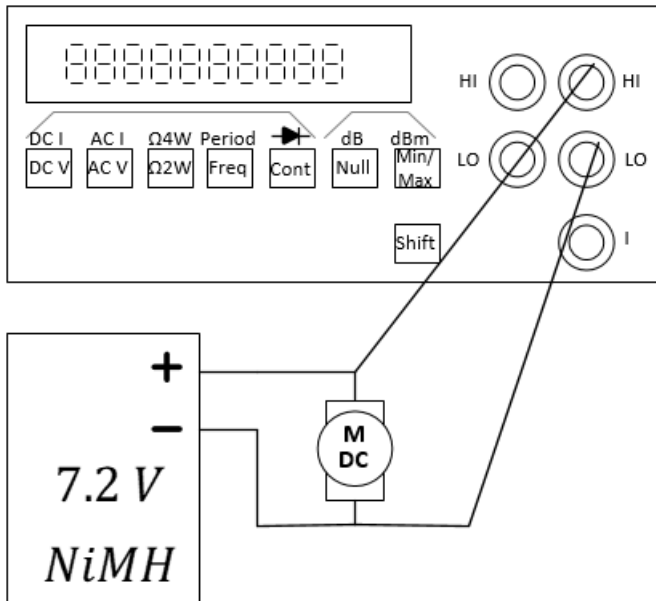 8888888888
HI HI
DC I AC I Ω4W Period dB dBm
DC V AC V Ω2W Freq Cont Null Min/
Max
LO LO
Shift
I
+
−
M
DC
7.2 V
NiMH